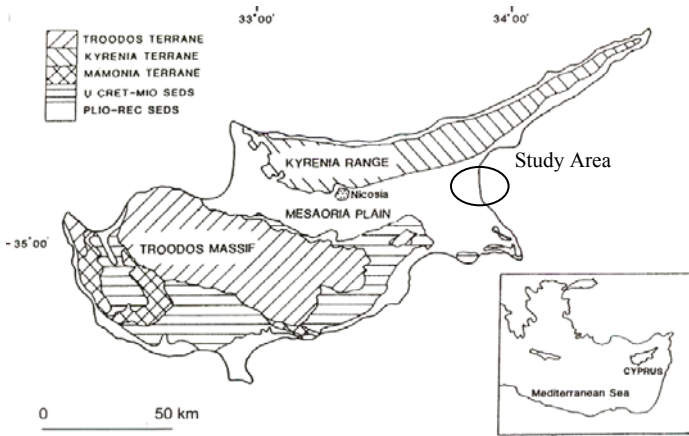 33°00'
34°00'
TROODOS TERRANE
KYRENIA TERRANE
MAMONIA TERRANE
U CRET-MIO SEDS
PLIO-REC SEDS
Study Area
KYRENIA RANGE
Nicosia
MESAORIA PLAIN
35°00'
TROODOS MASSIF
CYPRUS
Mediterranean Sea
0 50 km